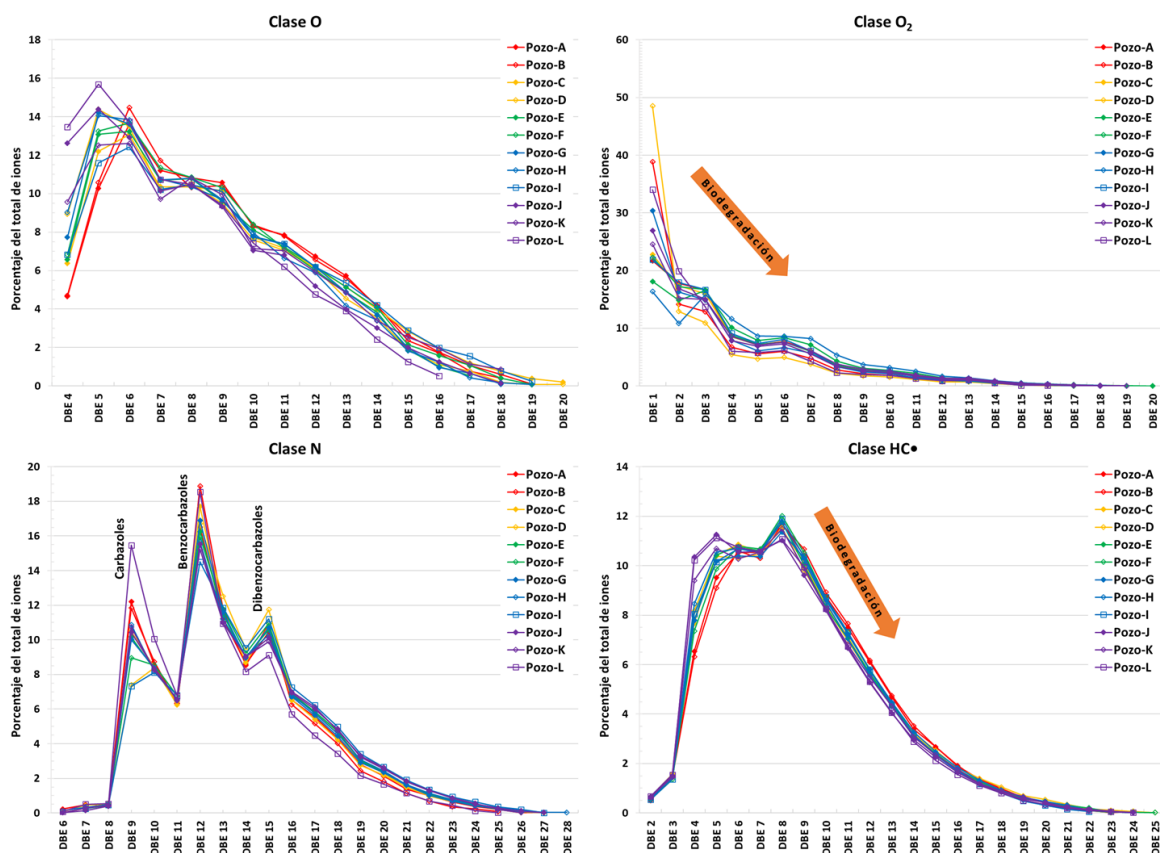 Clase O
Porcentaje del total de iones
18
16
14
12
10
8
6
4
2
0
DBE 4
DBE 5
DBE 6
DBE 7
DBE 8
DBE 9
DBE 10
DBE 11
DBE 12
DBE 13
DBE 14
DBE 15
DBE 16
DBE 17
DBE 18
DBE 19
DBE 20
Pozo-A
Pozo-B
Pozo-C
Pozo-D
Pozo-E
Pozo-F
Pozo-G
Pozo-H
Pozo-I
Pozo-J
Pozo-K
Pozo-L
Clase O₂
Porcentaje del total de iones
60
50
40
30
20
10
0
Biodegradación
DBE 1
DBE 2
DBE 3
DBE 4
DBE 5
DBE 6
DBE 7
DBE 8
DBE 9
DBE 10
DBE 11
DBE 12
DBE 13
DBE 14
DBE 15
DBE 16
DBE 17
DBE 18
DBE 19
DBE 20
Pozo-A
Pozo-B
Pozo-C
Pozo-D
Pozo-E
Pozo-F
Pozo-G
Pozo-H
Pozo-I
Pozo-J
Pozo-K
Pozo-L
Clase N
Porcentaje del total de iones
20
18
16
14
12
10
8
6
4
2
0
Carbazoles
Benzocarbazoles
Dibenzocarbazoles
DBE 6
DBE 7
DBE 8
DBE 9
DBE 10
DBE 11
DBE 12
DBE 13
DBE 14
DBE 15
DBE 16
DBE 17
DBE 18
DBE 19
DBE 20
DBE 21
DBE 22
DBE 23
DBE 24
DBE 25
DBE 26
DBE 27
DBE 28
Pozo-A
Pozo-B
Pozo-C
Pozo-D
Pozo-E
Pozo-F
Pozo-G
Pozo-H
Pozo-I
Pozo-J
Pozo-K
Pozo-L
Clase HC•
Porcentaje del total de iones
14
12
10
8
6
4
2
0
Biodegradación
DBE 2
DBE 3
DBE 4
DBE 5
DBE 6
DBE 7
DBE 8
DBE 9
DBE 10
DBE 11
DBE 12
DBE 13
DBE 14
DBE 15
DBE 16
DBE 17
DBE 18
DBE 19
DBE 20
DBE 21
DBE 22
DBE 23
DBE 24
DBE 25
Pozo-A
Pozo-B
Pozo-C
Pozo-D
Pozo-E
Pozo-F
Pozo-G
Pozo-H
Pozo-I
Pozo-J
Pozo-K
Pozo-L